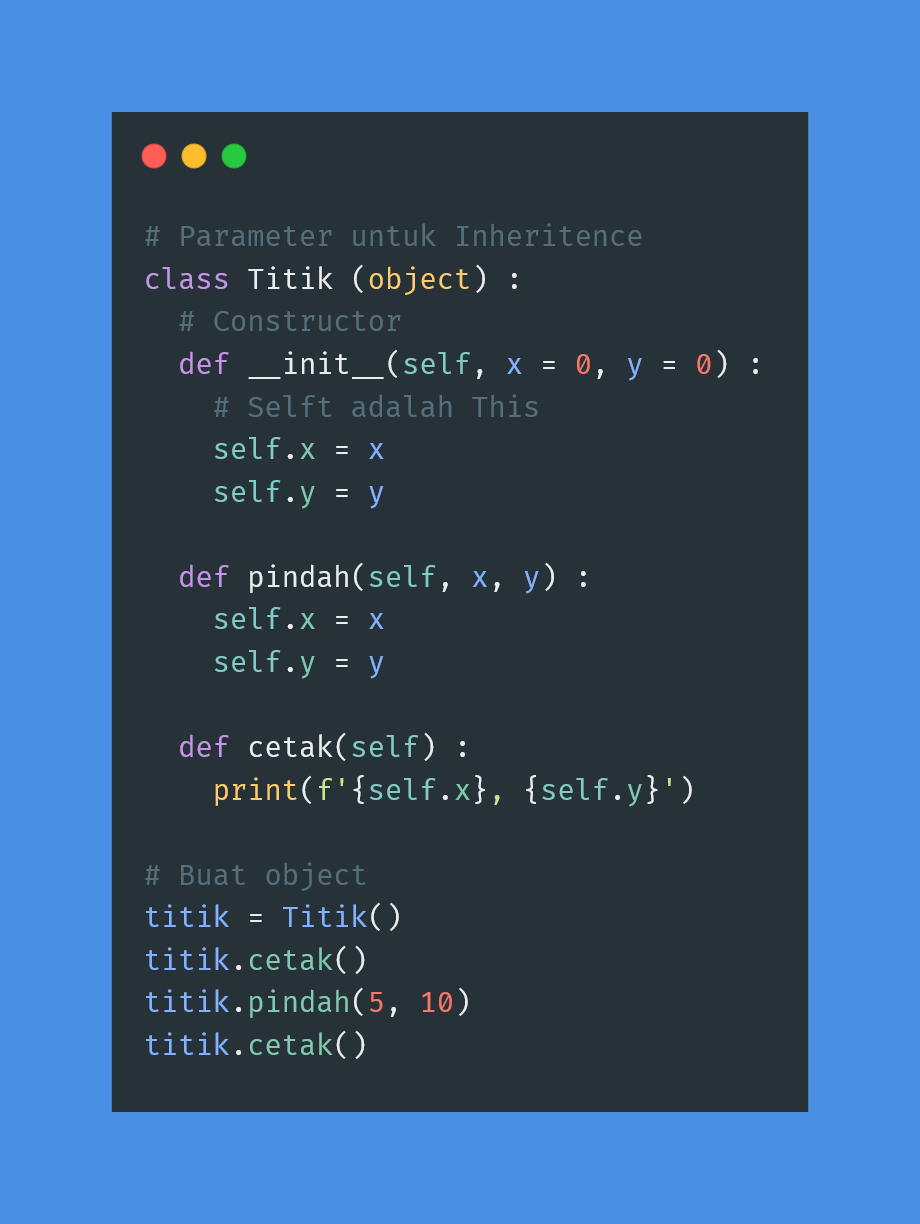 # Parameter untuk Inheritence
class Titik (object) :
  # Constructor
  def __init__(self, x = 0, y = 0) :
    # Selft adalah This
    self.x = x
    self.y = y

  def pindah(self, x, y) :
    self.x = x
    self.y = y

  def cetak(self) :
    print(f'{self.x}, {self.y}')

# Buat object
titik = Titik()
titik.cetak()
titik.pindah(5, 10)
titik.cetak()